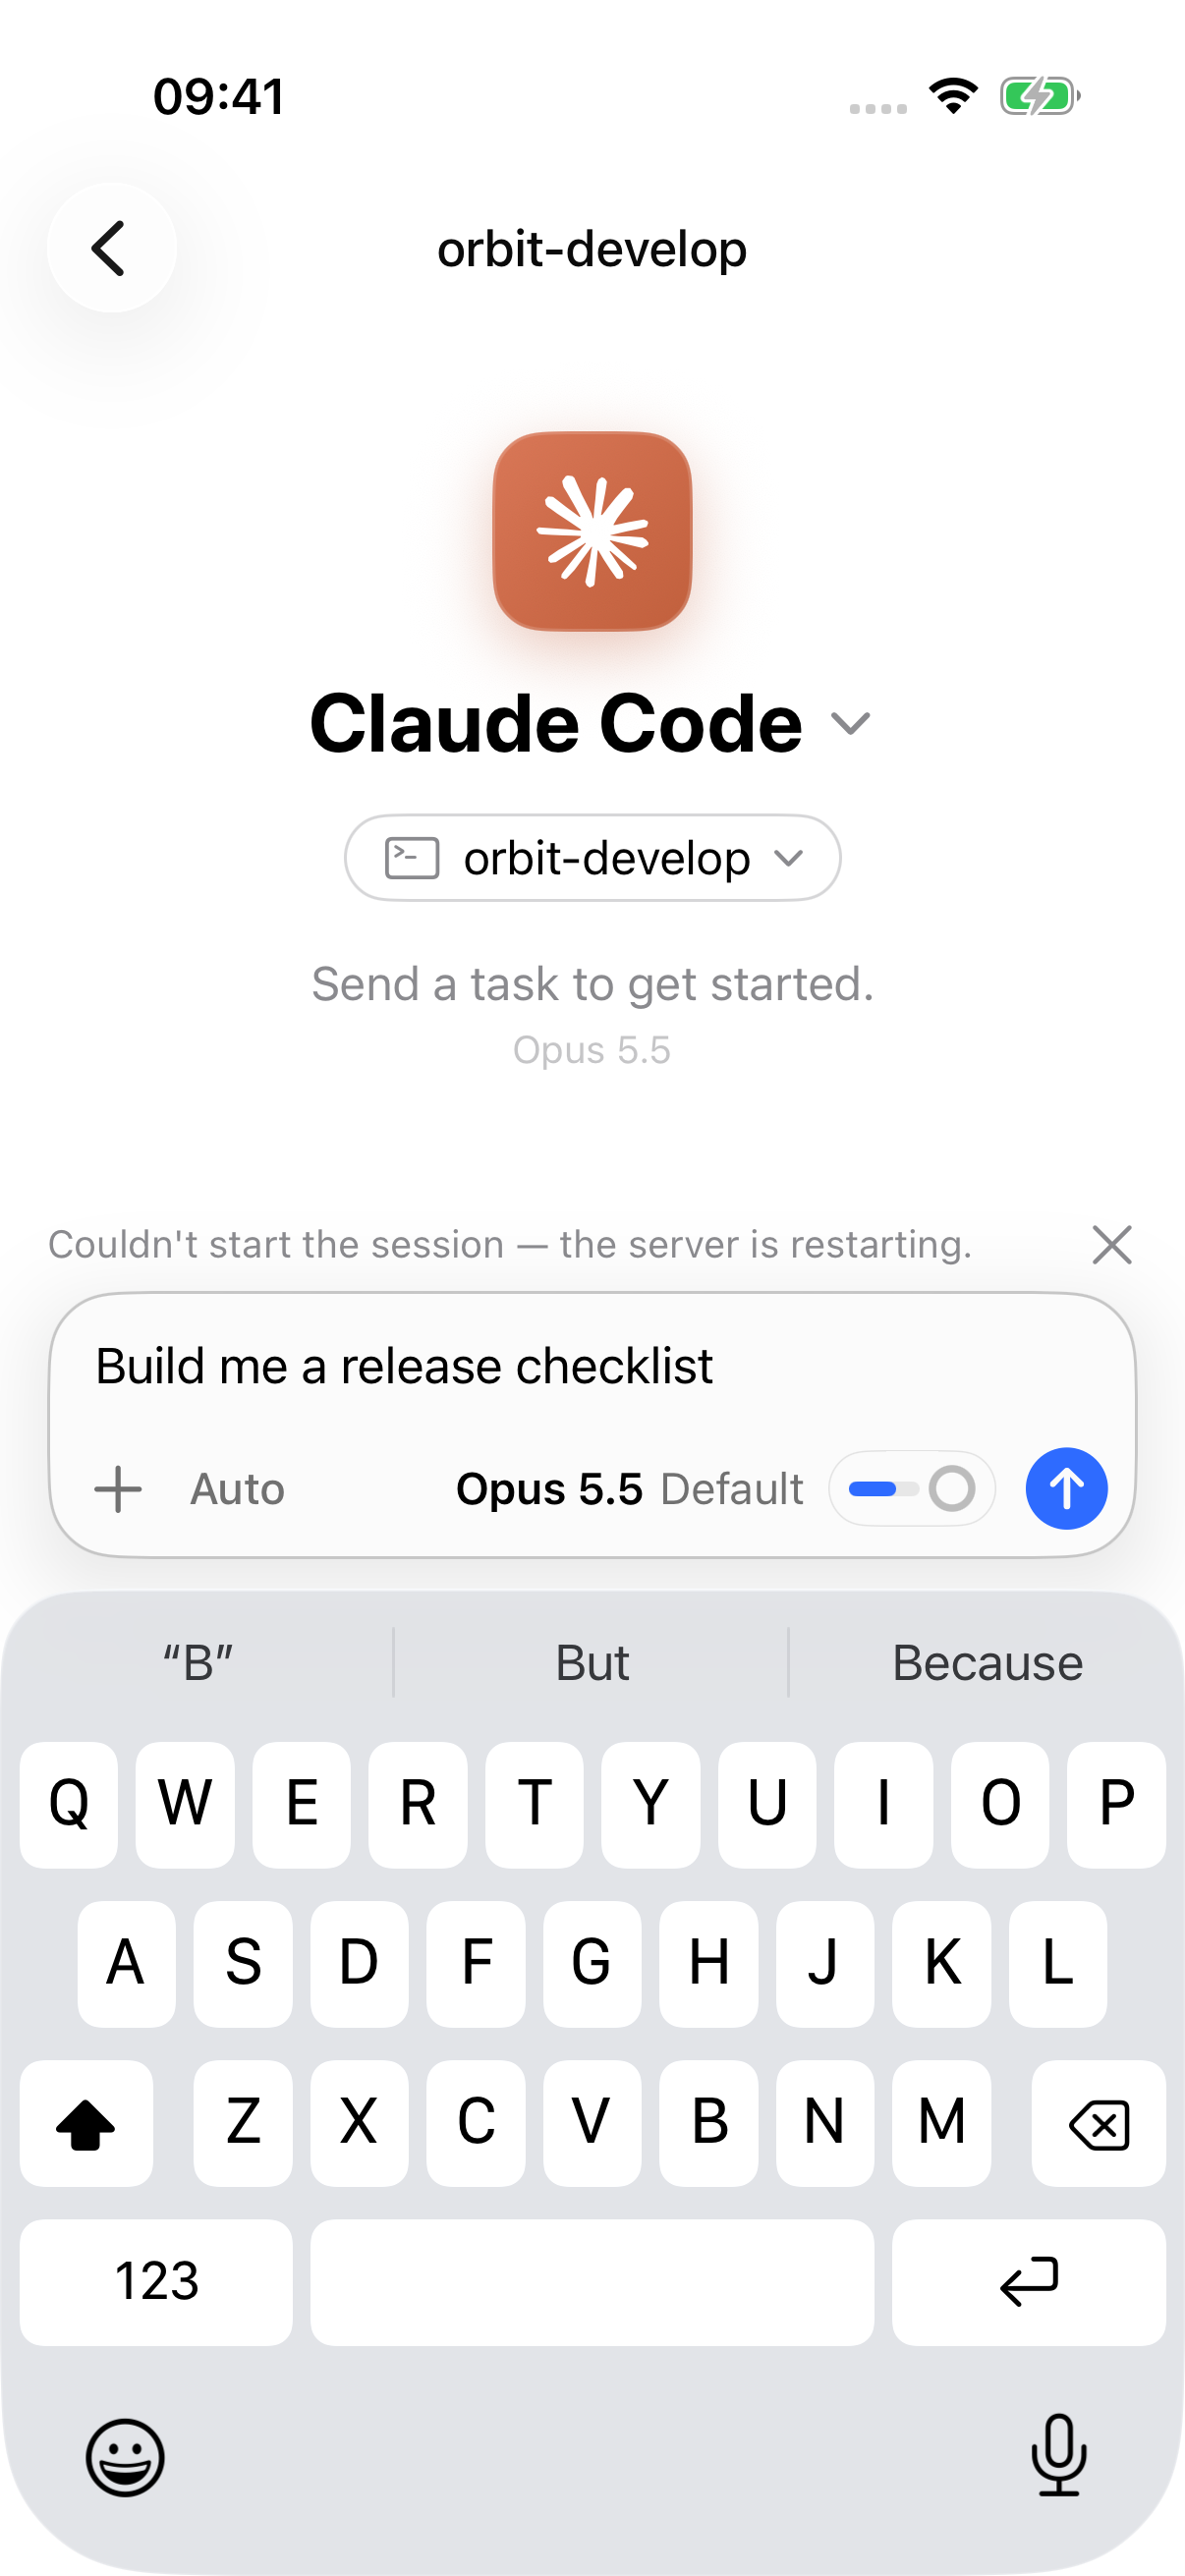 09:41
orbit-develop
Claude Code
orbit-develop
Send a task to get started.
Opus 5.5
Couldn't start the session — the server is restarting.
Build me a release checklist
Auto Opus 5.5 Default
“B” But Because
Q W E R T Y U I O P
A S D F G H J K L
Z X C V B N M
123